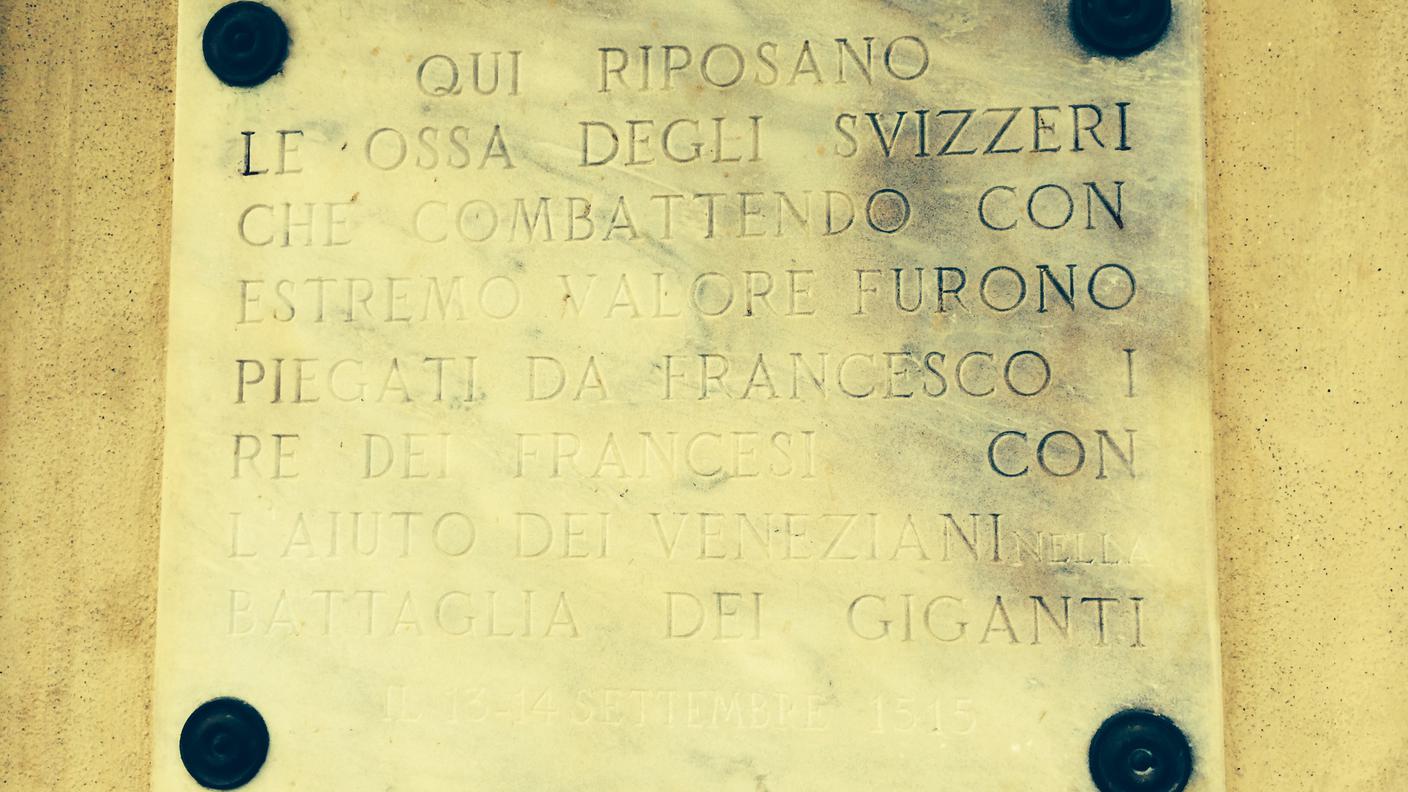 QUI RIPOSANO
LE OSSA DEGLI SVIZZERI
CHE COMBATTENDO CON
ESTREMO VALORE FURONO
PIEGATI DA FRANCESCO I
RE DEI FRANCESI CON
L'AIUTO DEI VENEZIANI NELLA
BATTAGLIA DEI GIGANTI
IL 13-14 SETTEMBRE 1515